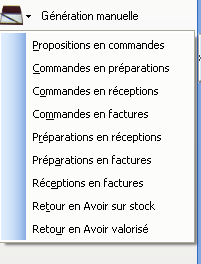 Génération manuelle
Propositions en commandes
Commandes en préparations
Commandes en réceptions
Commandes en factures
Préparations en réceptions
Préparations en factures
Réceptions en factures
Retour en Avoir sur stock
Retour en Avoir valorisé